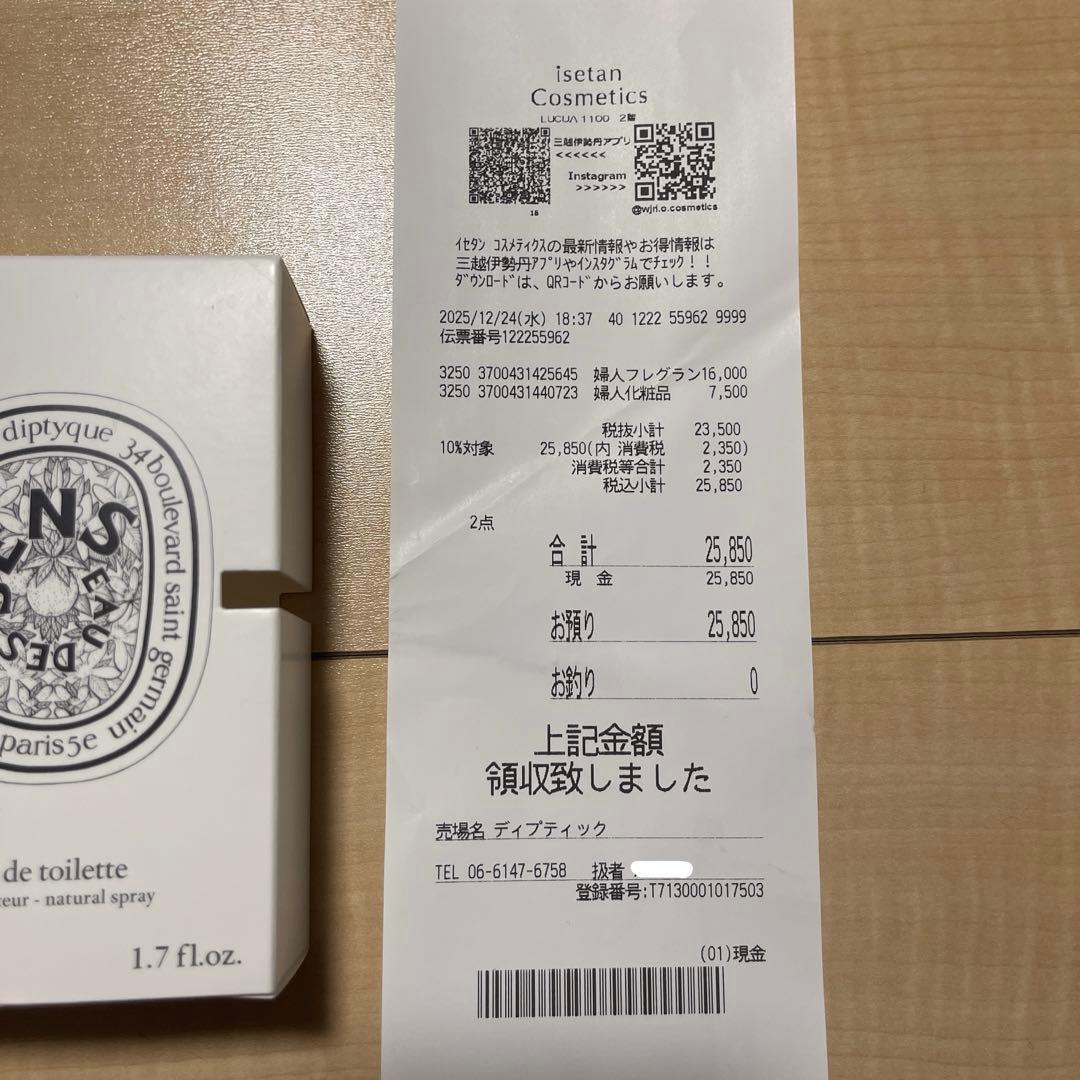 diptyque 34 boulevard saint germain paris5e
EAU DES SENS
de toilette
teur - natural spray
1.7 fl.oz.
isetan
Cosmetics
LUCUA 1100 2階
三越伊勢丹アプリ
<<<<<<
Instagram
>>>>>>
18
@wjri.o.cosmetics
ｲｾﾀﾝ ｺｽﾒﾃｨｸｽの最新情報やお得情報は
三越伊勢丹ｱﾌﾟﾘやｲﾝｽﾀｸﾞﾗﾑでﾁｪｯｸ！！
ﾀﾞｳﾝﾛｰﾄﾞは、QRｺｰﾄﾞからお願いします。
2025/12/24(水) 18:37 40 1222 55962 9999
伝票番号122255962
3250 3700431425645 婦人フレグラン16,000
3250 3700431440723 婦人化粧品 7,500
税抜小計 23,500
10%対象 25,850(内 消費税 2,350)
消費税等合計 2,350
税込小計 25,850
2点
合 計 25,850
現 金 25,850
お預り 25,850
お釣り 0
上記金額
領収致しました
売場名 ディプティック
TEL 06-6147-6758 扱者
登録番号:T7130001017503
(01)現金